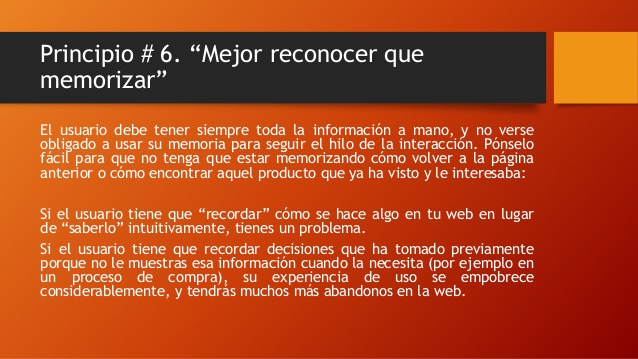 Principio # 6. “Mejor reconocer que
memorizar”
El usuario debe tener siempre toda la información a mano, y no verse
obligado a usar su memoria para seguir el hilo de la interacción. Pónselo
fácil para que no tenga que estar memorizando cómo volver a la página
anterior o cómo encontrar aquel producto que ya ha visto y le interesaba:
Si el usuario tiene que “recordar” cómo se hace algo en tu web en lugar
de “saberlo” intuitivamente, tienes un problema.
Si el usuario tiene que recordar decisiones que ha tomado previamente
porque no le muestras esa información cuando la necesita (por ejemplo en
un proceso de compra), su experiencia de uso se empobrece
considerablemente, y tendrás muchos más abandonos en la web.